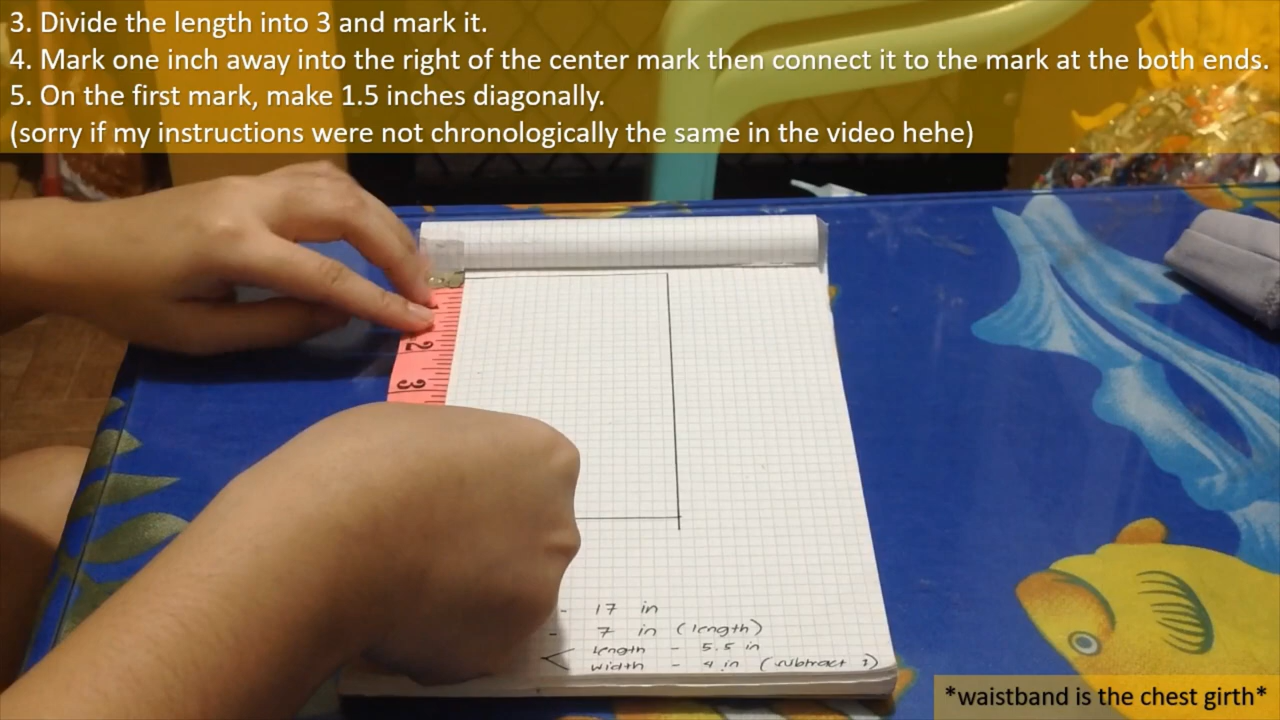 3. Divide the length into 3 and mark it.
4. Mark one inch away into the right of the center mark then connect it to the mark at the both ends.
5. On the first mark, make 1.5 inches diagonally.
(sorry if my instructions were not chronologically the same in the video hehe)
2
3
- 17 in
- 7 in (length)
length - 5.5 in
width - 4 in (subtract 1)
*waistband is the chest girth*